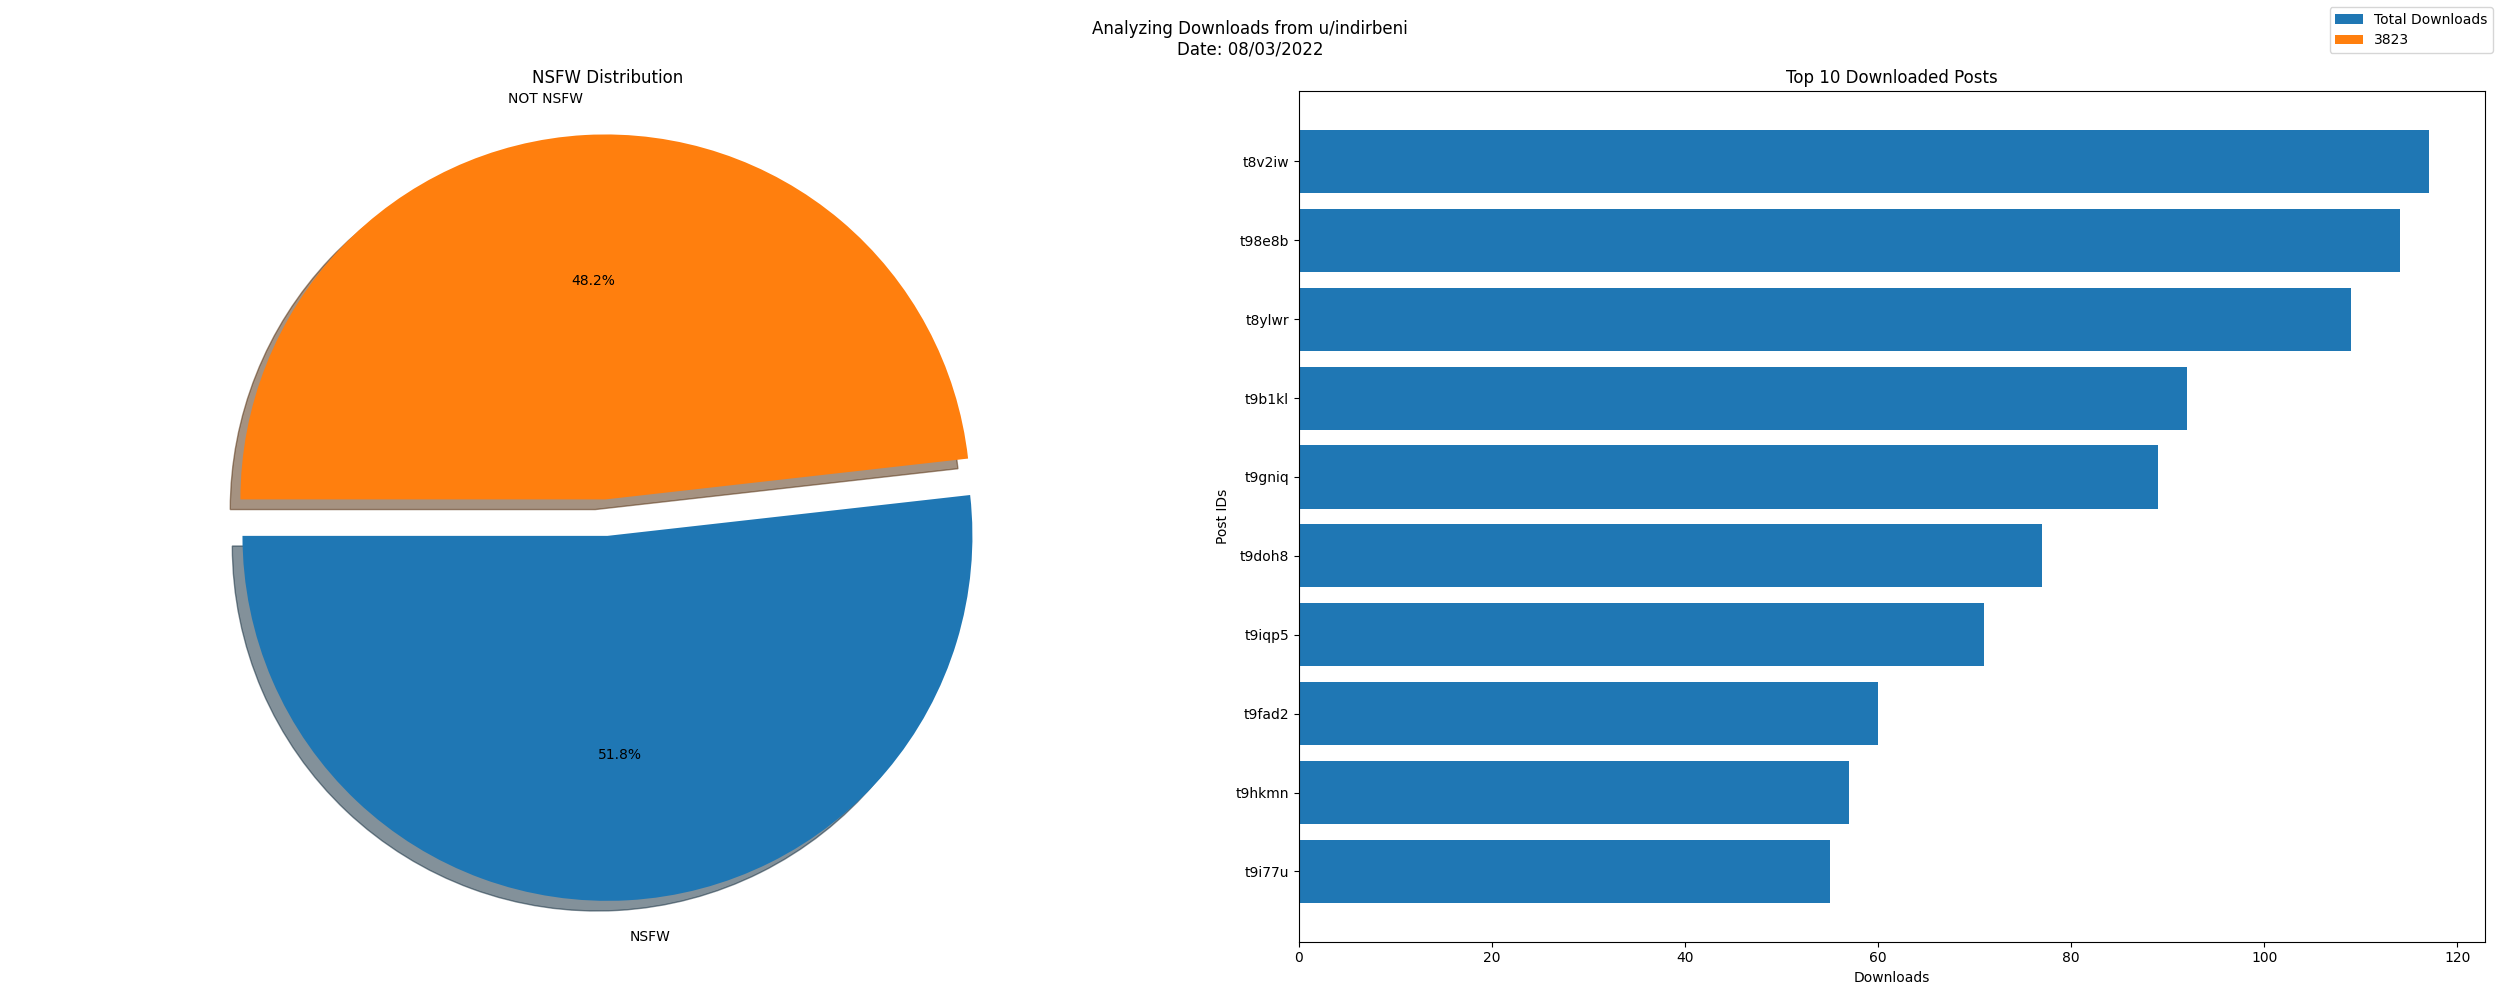 Analyzing Downloads from u/indirbeni
Date: 08/03/2022
Total Downloads
3823
NSFW Distribution
NOT NSFW
48.2%
51.8%
NSFW
Top 10 Downloaded Posts
Post IDs
t8v2iw
t98e8b
t8ylwr
t9b1kl
t9gniq
t9doh8
t9iqp5
t9fad2
t9hkmn
t9i77u
0 20 40 60 80 100 120
Downloads